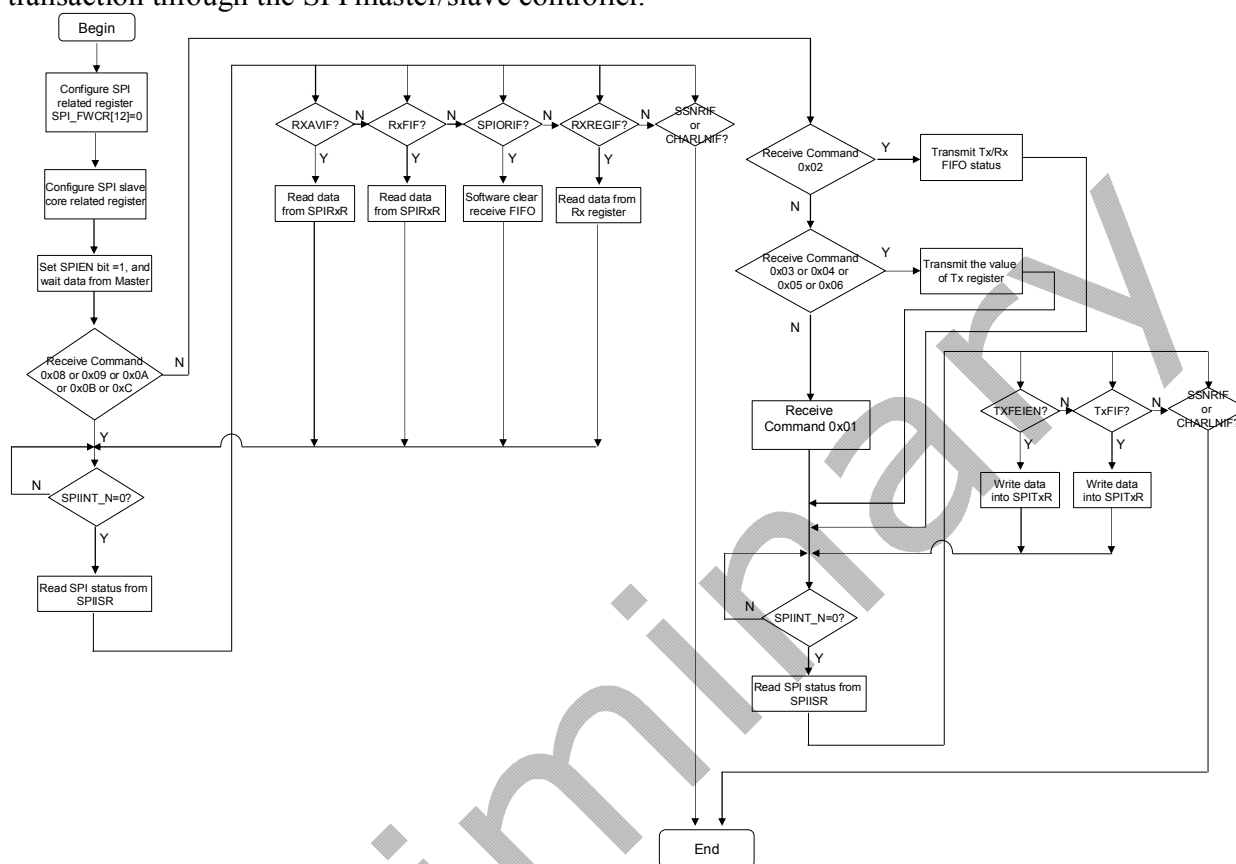 transaction through the SPI master/slave controller.
Begin
Configure SPI
related register
SPI_FWCR[12]=0
Configure SPI slave
core related register
Set SPIEN bit =1, and
wait data from Master
Receive Command
0x08 or 0x09 or 0x0A
or 0x0B or 0xC
N
Y
N
SPIINT_N=0?
Y
Read SPI status from
SPIISR
RXAVIF?
N
RxFIF?
N
SPIORIF?
N
RXREGIF?
N
SSNRIF
or
CHARLNIF?
Y
Y
Y
Y
Read data
from SPIRxR
Read data
from SPIRxR
Software clear
receive FIFO
Read data from
Rx register
Receive Command
0x02
Y
Transmit Tx/Rx
FIFO status
N
Receive Command
0x03 or 0x04 or
0x05 or 0x06
Y
Transmit the value
of Tx register
N
Receive
Command 0x01
TXFEIEN?
N
TxFIF?
N
SSNRIF
or
CHARLNIF?
Y
Y
Write data
into SPITxR
Write data
into SPITxR
N
SPIINT_N=0?
Y
Read SPI status from
SPIISR
End